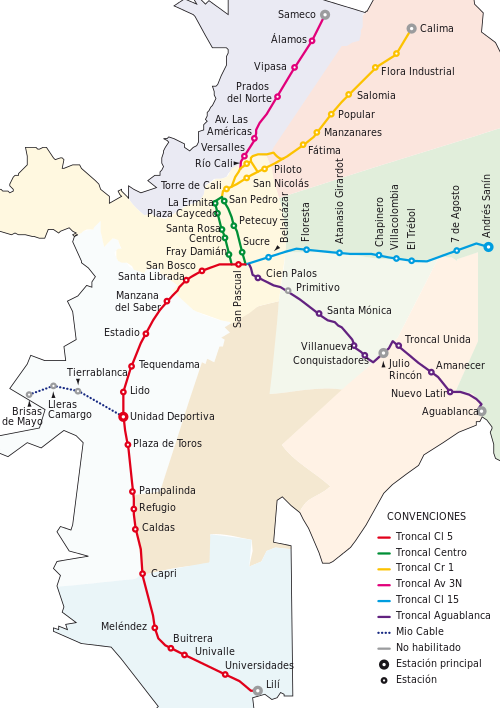 Sameco
Calima
Álamos
Vipasa
Flora Industrial
Prados
del Norte
Salomia
Popular
Av. Las
Américas
Manzanares
Versalles
Fátima
Río Cali
Piloto
Torre de Cali
San Nicolás
La Ermita
San Pedro
Plaza Caycedo
Petecuy
Santa Rosa
Centro
Sucre
Fray Damián
Belalcázar
Floresta
Atanasio Girardot
Chapinero
Villacolombia
El Trébol
7 de Agosto
Andrés Sanín
San Bosco
Santa Librada
San Pascual
Cien Palos
Primitivo
Manzana
del Saber
Santa Mónica
Estadio
Villanueva
Conquistadores
Troncal Unida
Julio
Rincón
Amanecer
Tequendama
Tierrablanca
Lido
Nuevo Latir
Aguablanca
Brisas
de Mayo
Lleras
Camargo
Unidad Deportiva
Plaza de Toros
Pampalinda
Refugio
Caldas
Capri
Meléndez
Buitrera
Univalle
Universidades
Lilí
CONVENCIONES
Troncal Cl 5
Troncal Centro
Troncal Cr 1
Troncal Av 3N
Troncal Cl 15
Troncal Aguablanca
Mio Cable
No habilitado
Estación principal
Estación